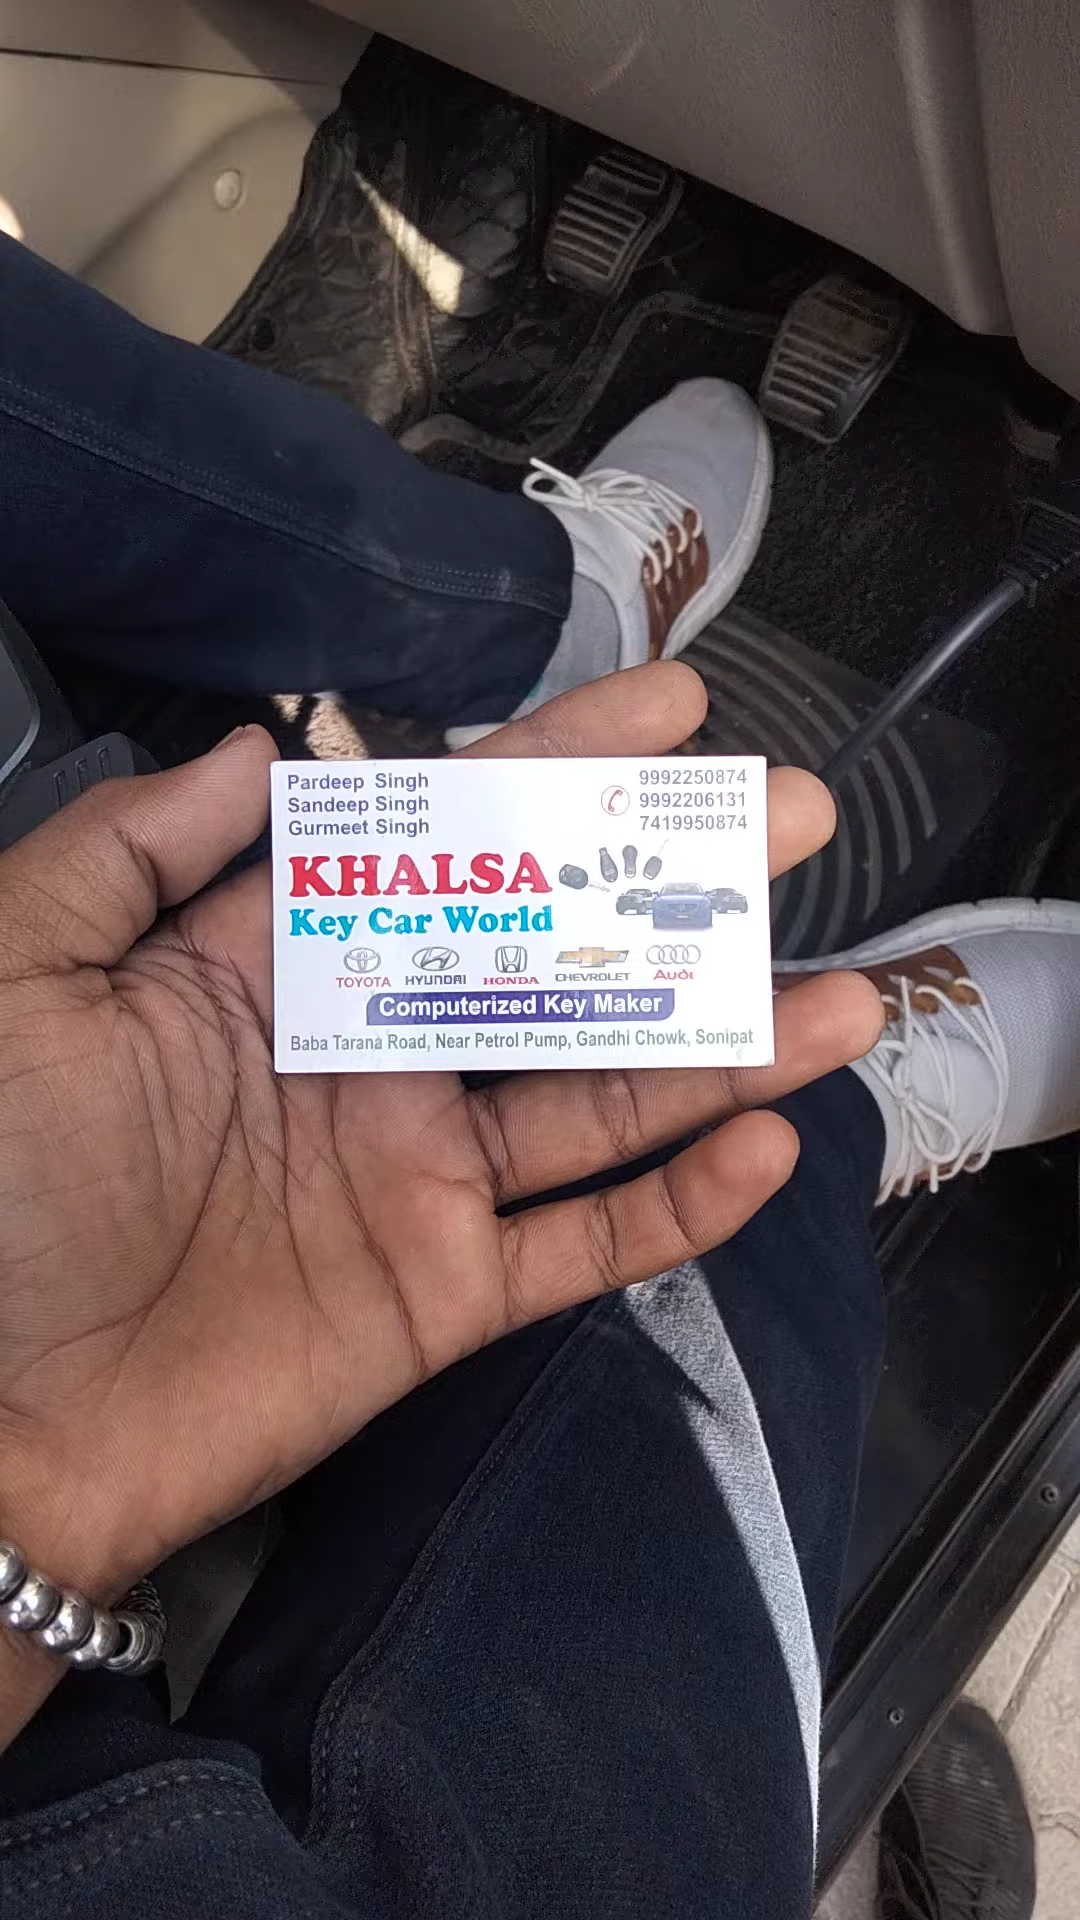 Pardeep Singh
Sandeep Singh
Gurmeet Singh
9992250874
9992206131
7419950874
KHALSA
Key Car World
TOYOTA HYUNDAI HONDA CHEVROLET Audi
Computerized Key Maker
Baba Tarana Road, Near Petrol Pump, Gandhi Chowk, Sonipat